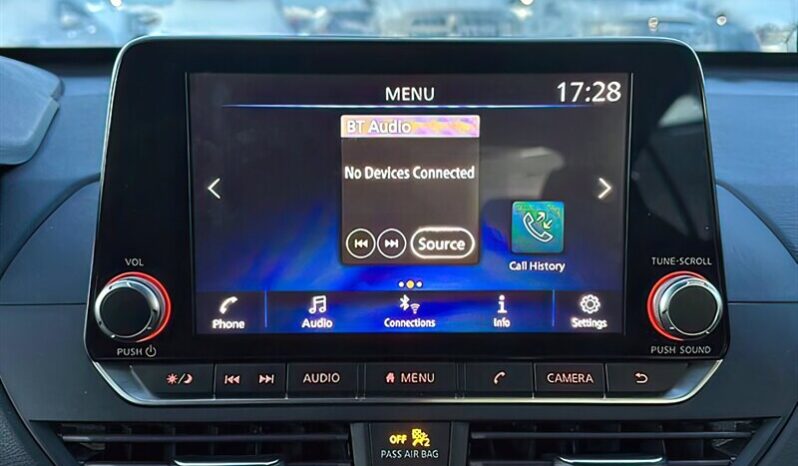 MENU
17:28
BT Audio
No Devices Connected
Source
Call History
Phone
Audio
Connections
Info
Settings
VOL
TUNE-SCROLL
PUSH
PUSH SOUND
AUDIO
MENU
CAMERA
OFF 2
PASS AIR BAG